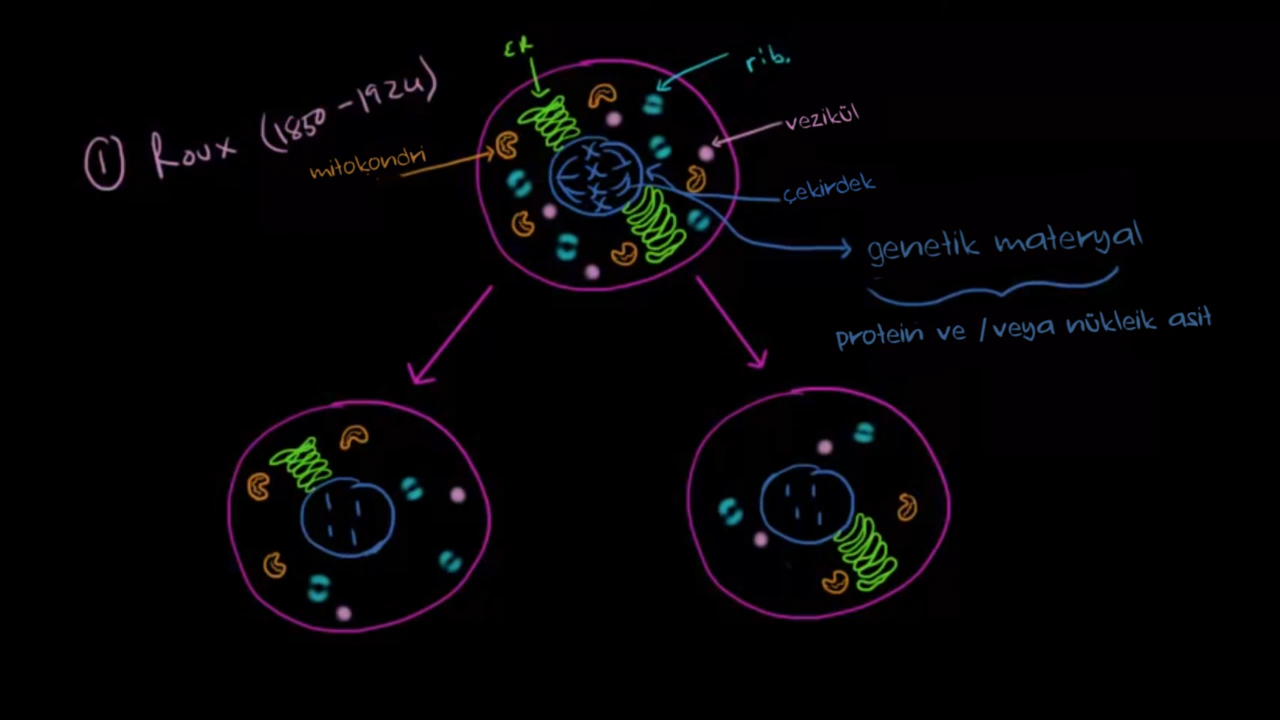 ① Roux (1850-1924)
ER
rib.
vezikül
mitokondri
çekirdek
genetik materyal
protein ve /veya nükleik asit